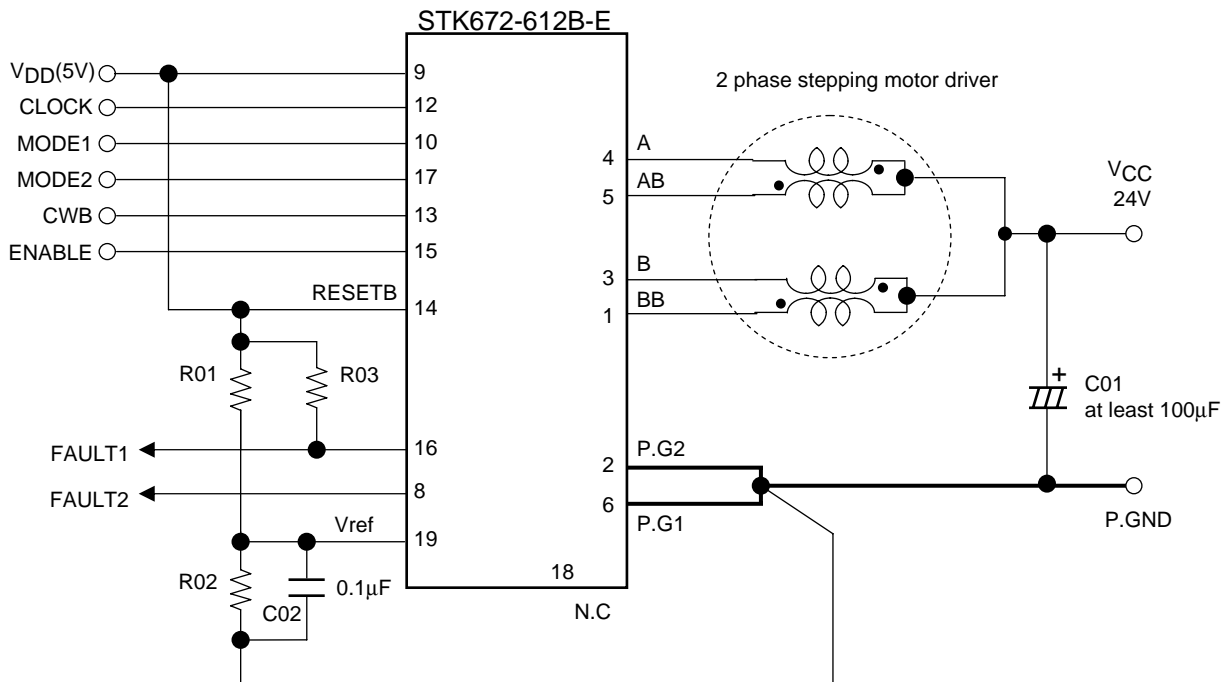 STK672-612B-E
VDD(5V)
9
CLOCK
12
2 phase stepping motor driver
MODE1
10
A
4
MODE2
17
AB
5
VCC
24V
CWB
13
ENABLE
15
B
3
RESETB
14
BB
1
R01
R03
+
C01
at least 100μF
FAULT1
16
P.G2
2
FAULT2
8
6
P.G1
P.GND
Vref
19
R02
C02
0.1μF
18
N.C